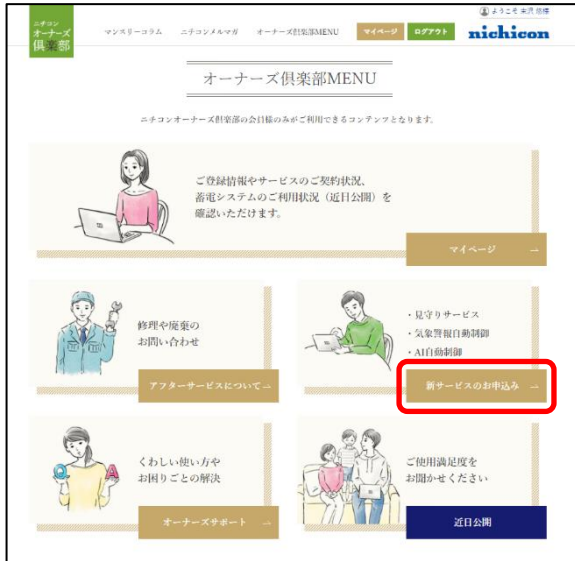 ようこそ
ニチコン
オーナーズ
倶楽部
マンスリーコラム
ニチコンメルマガ
オーナーズ倶楽部MENU
マイページ
ログアウト
nichicon
オーナーズ倶楽部MENU
ニチコンオーナーズ倶楽部の会員様のみがご利用できるコンテンツとなります。
ご登録情報やサービスのご契約状況、
蓄電システムのご利用状況（近日公開）を
確認いただけます。
マイページ →
修理や廃棄の
お問い合わせ
アフターサービスについて →
・見守りサービス
・気象警報自動制御
・AI自動制御
新サービスのお申込み →
Q A
くわしい使い方や
お困りごとの解決
オーナーズサポート →
ご使用満足度を
お聞かせください
近日公開